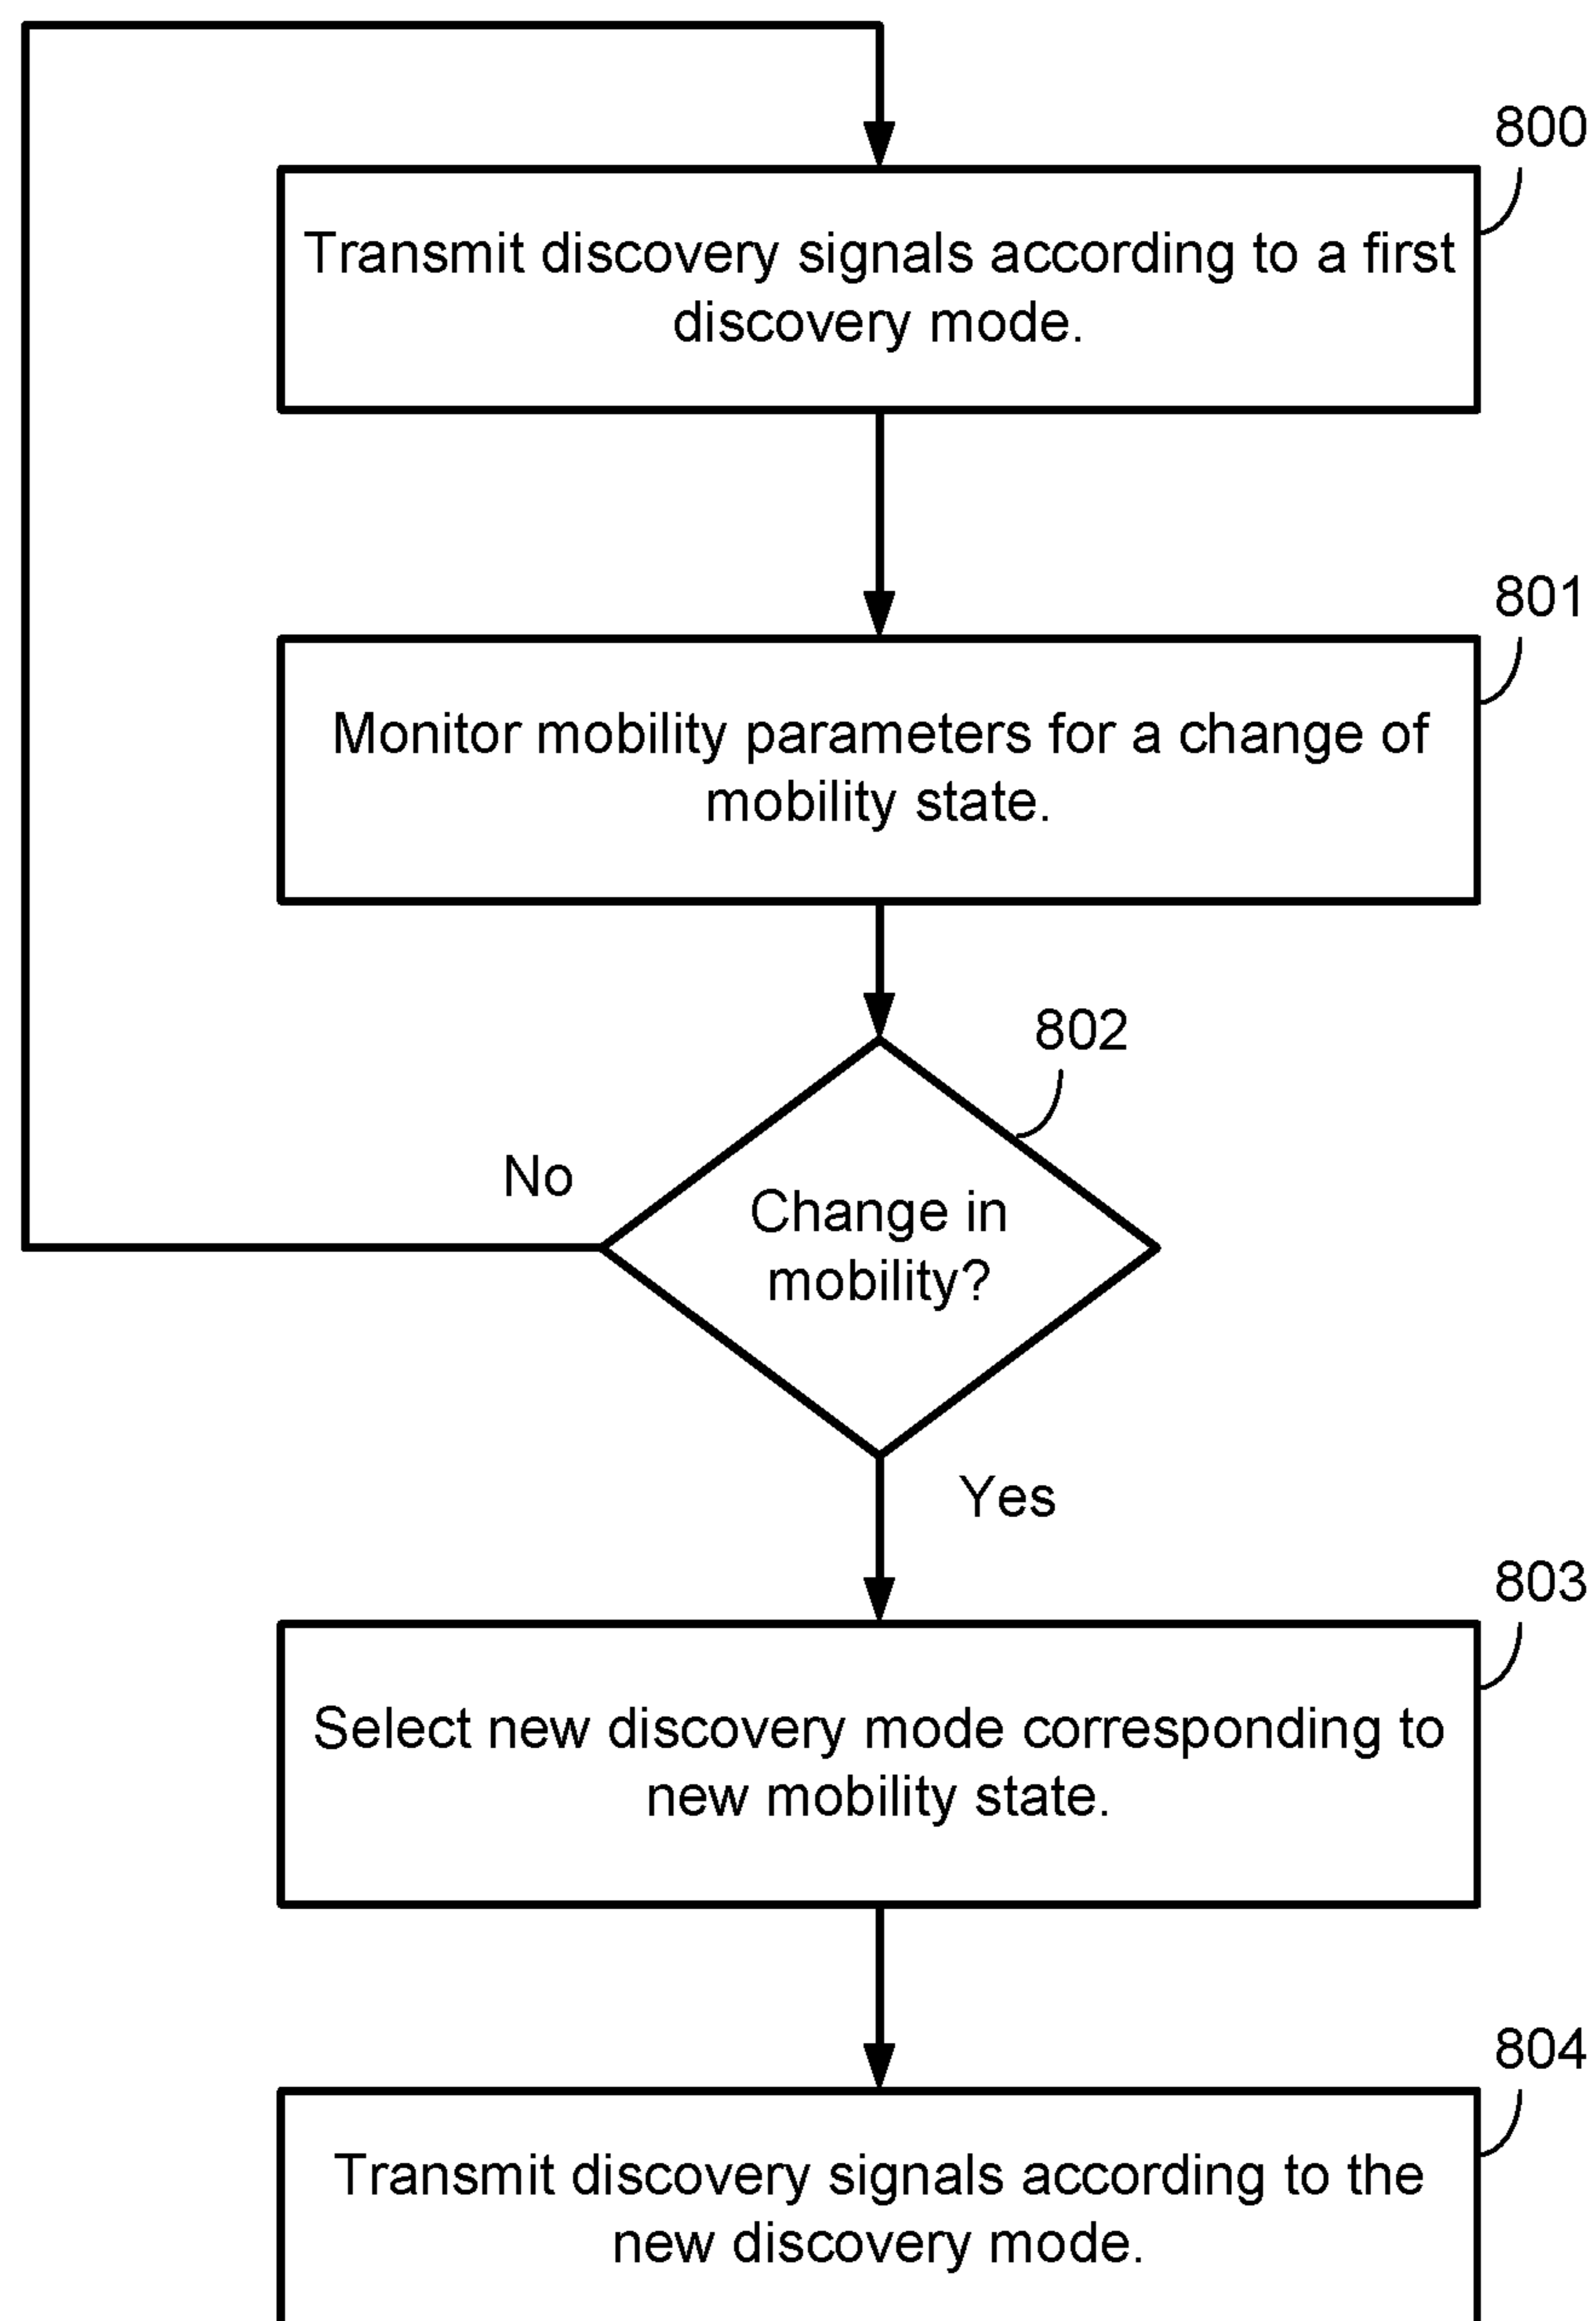 800
Transmit discovery signals according to a first
discovery mode.
801
Monitor mobility parameters for a change of
mobility state.
802
No
Change in
mobility?
Yes
803
Select new discovery mode corresponding to
new mobility state.
804
Transmit discovery signals according to the
new discovery mode.